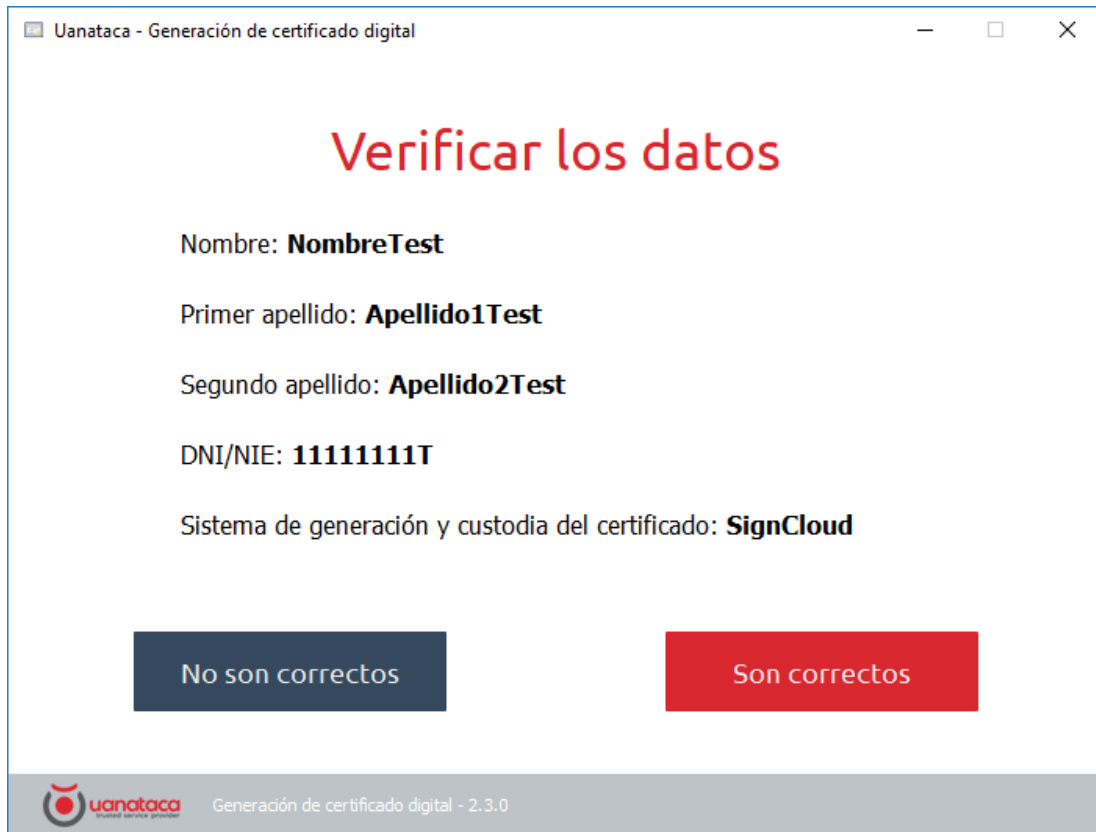 Uanataca - Generación de certificado digital
Verificar los datos
Nombre: NombreTest
Primer apellido: Apellido1Test
Segundo apellido: Apellido2Test
DNI/NIE: 11111111T
Sistema de generación y custodia del certificado: SignCloud
No son correctos
Son correctos
uanataca
trusted service provider
Generación de certificado digital - 2.3.0